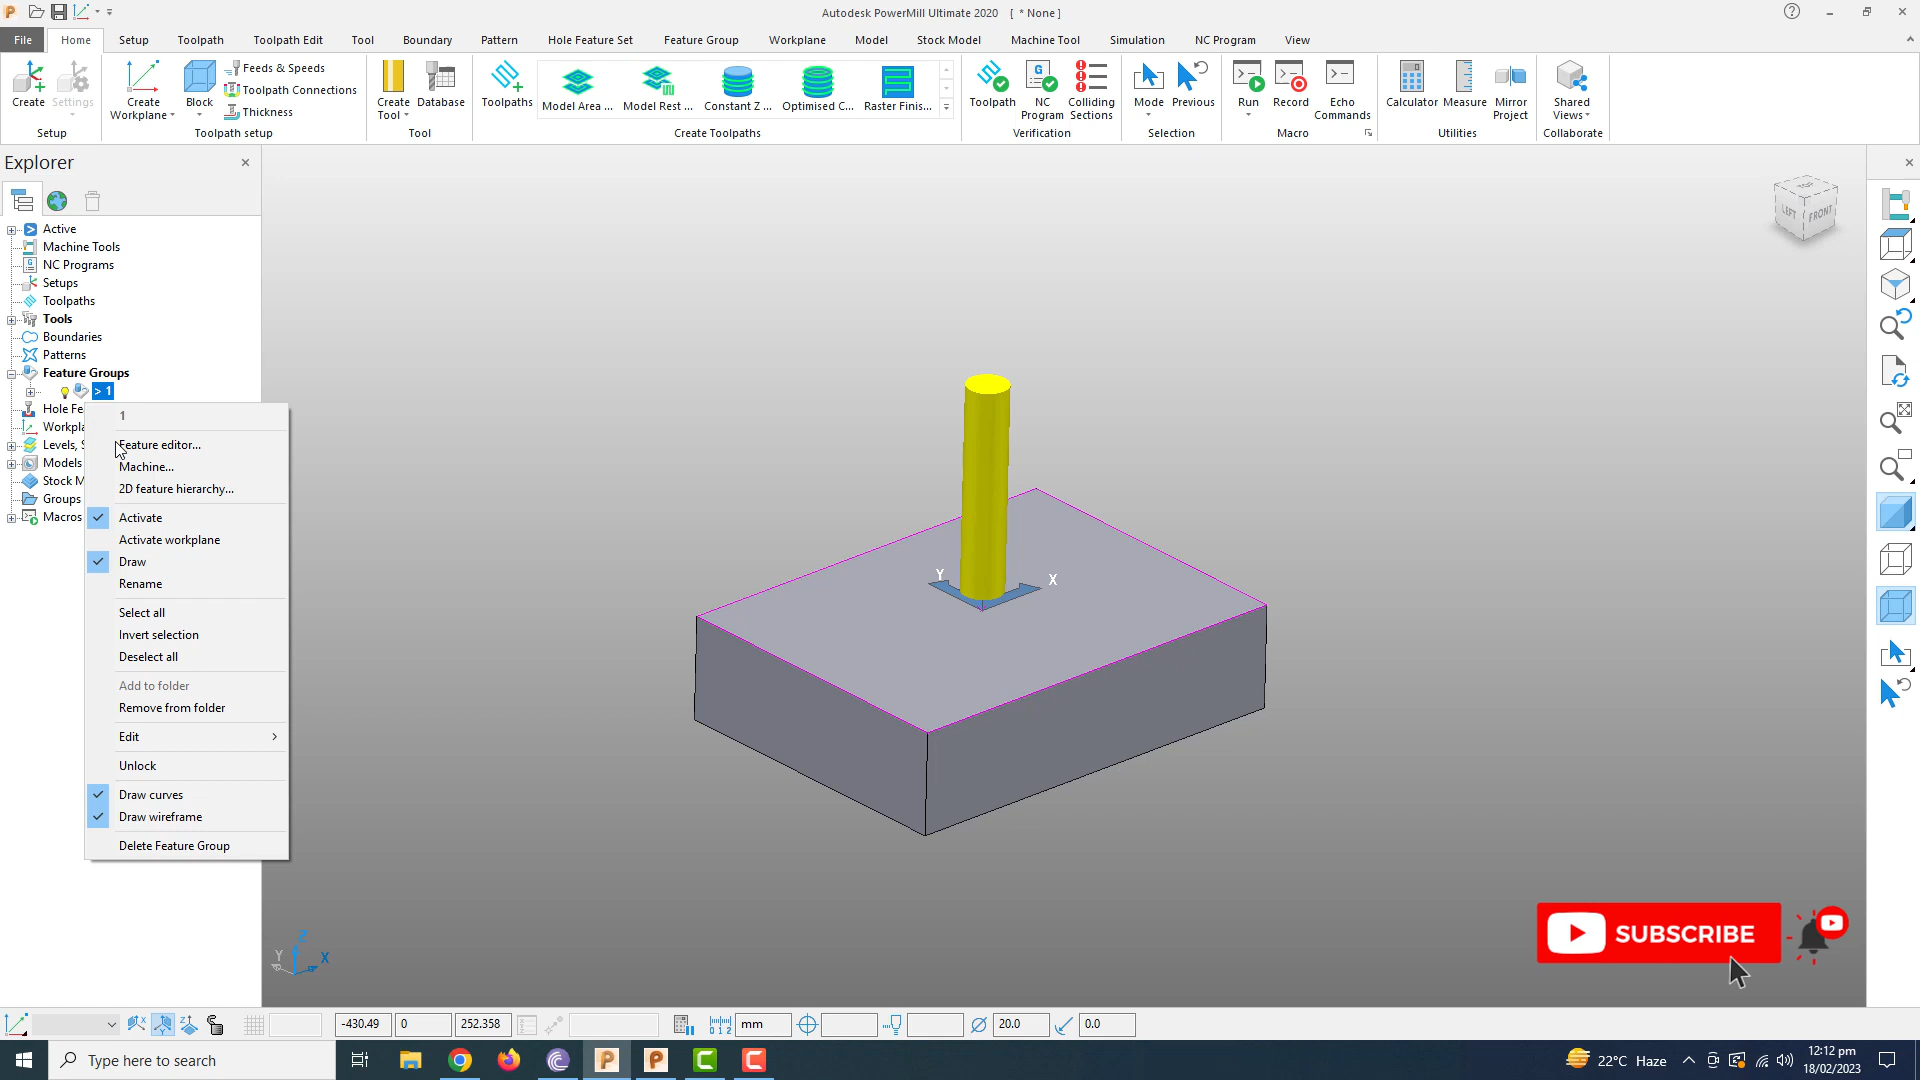 Autodesk PowerMill Ultimate 2020 [ * None ]
File Home Setup Toolpath Toolpath Edit Tool Boundary Pattern Hole Feature Set Feature Group Workplane Model Stock Model Machine Tool Simulation NC Program View
Create
Settings
Setup
Create Workplane
Block
Feeds & Speeds
Toolpath Connections
Thickness
Toolpath setup
Create Tool
Database
Tool
Toolpaths
Model Area ...
Model Rest ...
Constant Z ...
Optimised C...
Raster Finis...
Create Toolpaths
Toolpath
NC Program
Colliding Sections
Verification
Mode
Previous
Selection
Run
Record
Echo Commands
Macro
Calculator
Measure
Mirror Project
Utilities
Shared Views
Collaborate
Explorer
Active
Machine Tools
NC Programs
Setups
Toolpaths
Tools
Boundaries
Patterns
Feature Groups
> 1
Hole Fe
Workpla
Levels, S
Models
Stock M
Groups
Macros
1
Feature editor...
Machine...
2D feature hierarchy...
Activate
Activate workplane
Draw
Rename
Select all
Invert selection
Deselect all
Add to folder
Remove from folder
Edit
Unlock
Draw curves
Draw wireframe
Delete Feature Group
Y X
TOP
LEFT FRONT
Z
Y X
SUBSCRIBE
-430.49 0 252.358 mm 20.0 0.0
Type here to search
22°C Haze
12:12 pm
18/02/2023